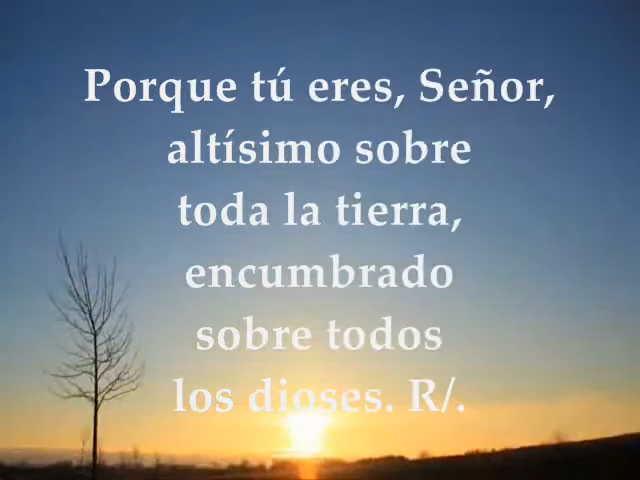 Porque tú eres, Señor,
altísimo sobre
toda la tierra,
encumbrado
sobre todos
los dioses. R/.